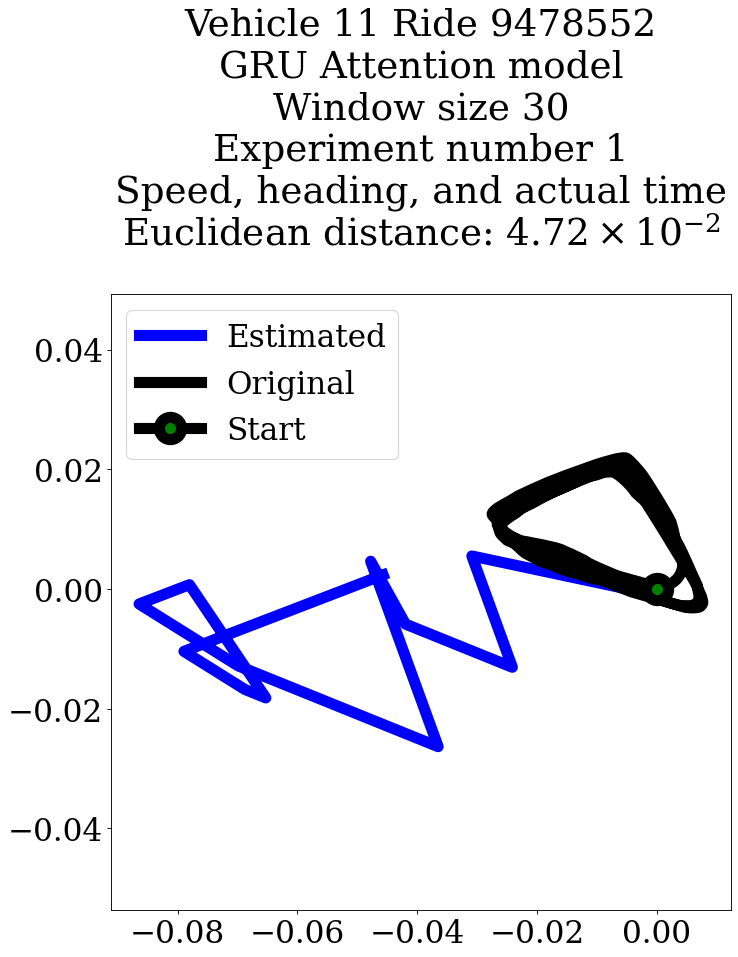 Vehicle 11 Ride 9478552
GRU Attention model
Window size 30
Experiment number 1
Speed, heading, and actual time
Euclidean distance: 4.72 × 10⁻²
Estimated
Original
Start
0.04
0.02
0.00
−0.02
−0.04
−0.08 −0.06 −0.04 −0.02 0.00